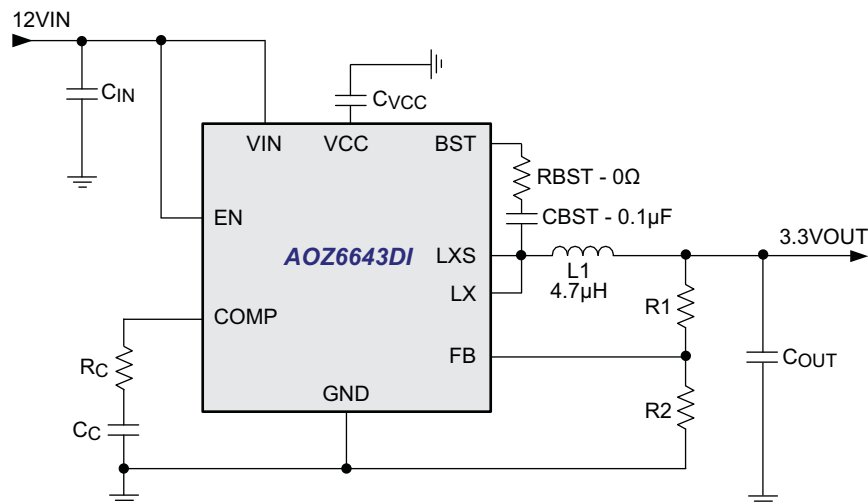 12VIN
CIN
CVCC
VIN
VCC
BST
RBST - 0Ω
CBST - 0.1µF
EN
AOZ6643DI
LXS
3.3VOUT
L1
4.7µH
LX
COMP
R1
RC
FB
COUT
GND
R2
CC